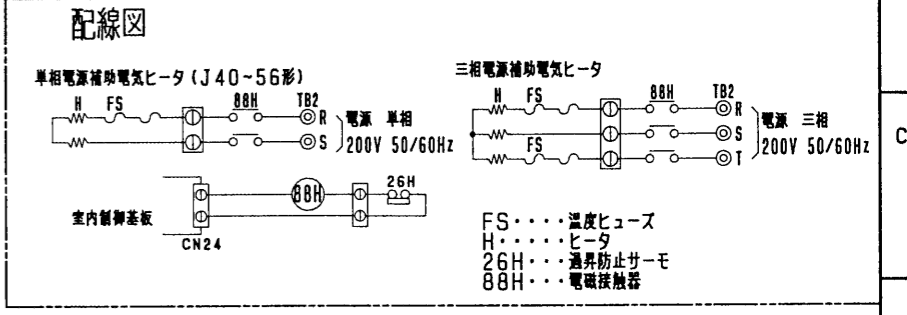 配線図
単相電源補助電気ヒータ(J40~56形)
H FS 88H TB2
R
S
電源 単相
200V 50/60Hz
88H
26H
室内制御基板
CN24
三相電源補助電気ヒータ
H FS 88H TB2
R
S
FS
T
電源 三相
200V 50/60Hz
FS・・・・温度ヒューズ
H・・・・・ヒータ
26H・・・過昇防止サーモ
88H・・・電磁接触器
C